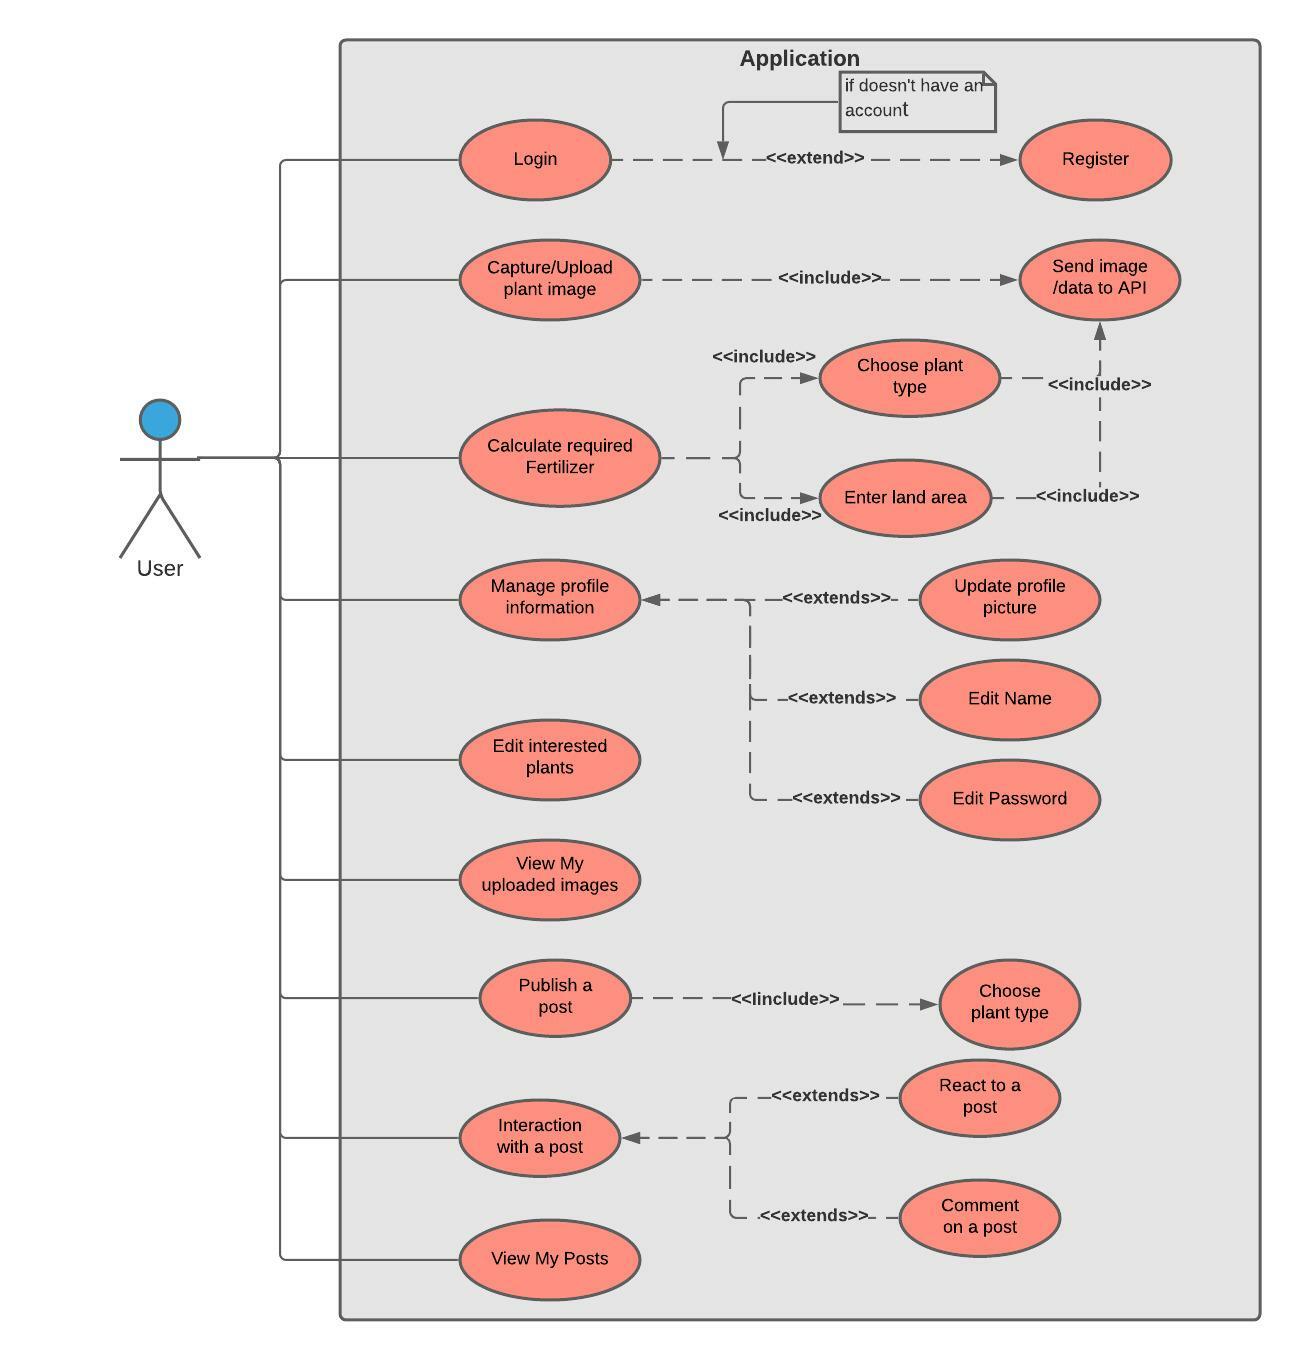 Application
if doesn't have an
account
Login
<<extend>>
Register
Capture/Upload
plant image
<<include>>
Send image
/data to API
<<include>>
Choose plant
type
<<include>>
Calculate required
Fertilizer
Enter land area
<<include>>
<<include>>
User
Manage profile
information
<<extends>>
Update profile
picture
<<extends>>
Edit Name
Edit interested
plants
<<extends>>
Edit Password
View My
uploaded images
Publish a
post
<<Iinclude>>
Choose
plant type
<<extends>>
React to a
post
Interaction
with a post
<<extends>>
Comment
on a post
View My Posts